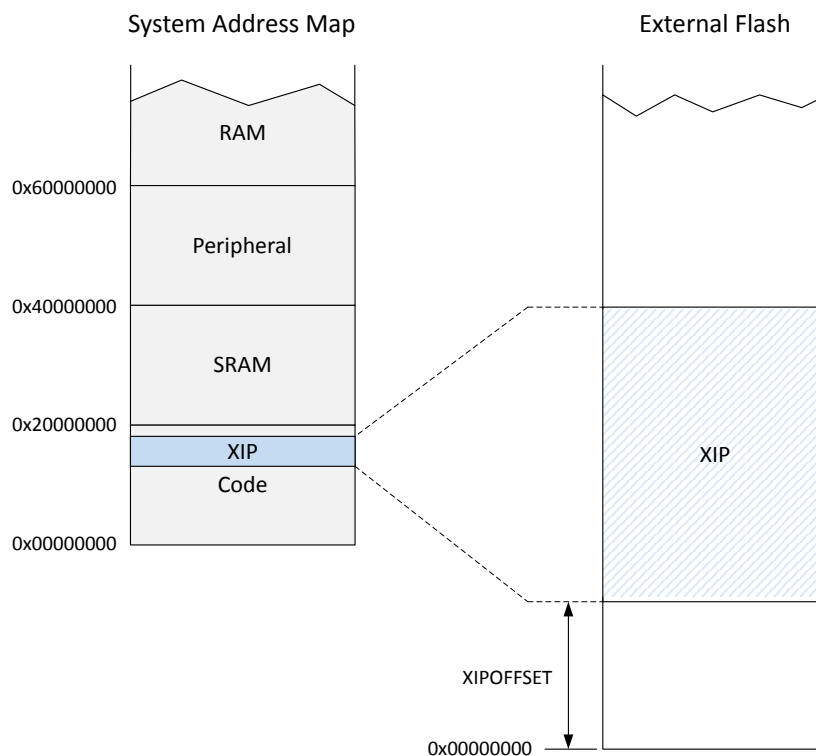 System Address Map
External Flash
RAM
0x60000000
Peripheral
0x40000000
SRAM
0x20000000
XIP
Code
0x00000000
XIP
XIPOFFSET
0x00000000